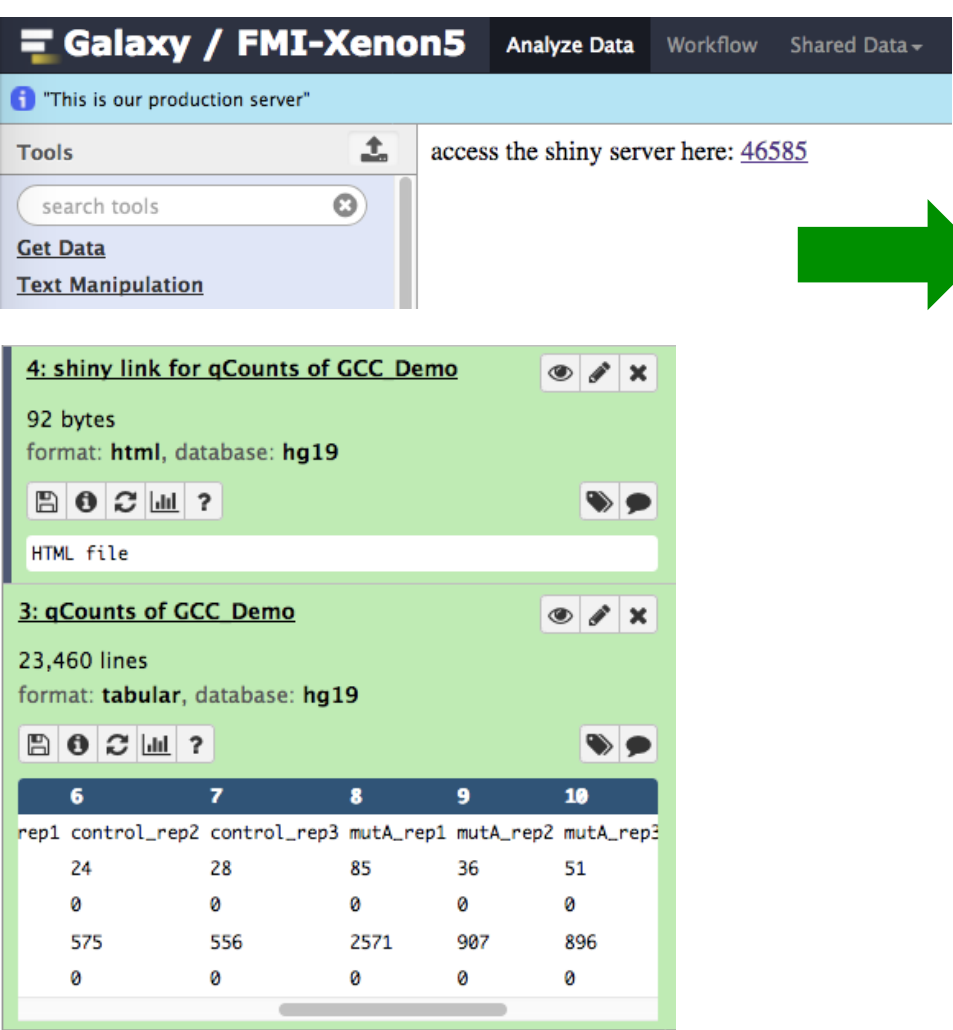 Galaxy / FMI-Xenon5 Analyze Data Workflow Shared Data
"This is our production server"
Tools
access the shiny server here: 46585
search tools
Get Data
Text Manipulation
4: shiny link for qCounts of GCC_Demo
92 bytes
format: html, database: hg19
?
HTML file
3: qCounts of GCC_Demo
23,460 lines
format: tabular, database: hg19
?
6 7 8 9 10
rep1 control_rep2 control_rep3 mutA_rep1 mutA_rep2 mutA_rep3
24 28 85 36 51
0 0 0 0 0
575 556 2571 907 896
0 0 0 0 0